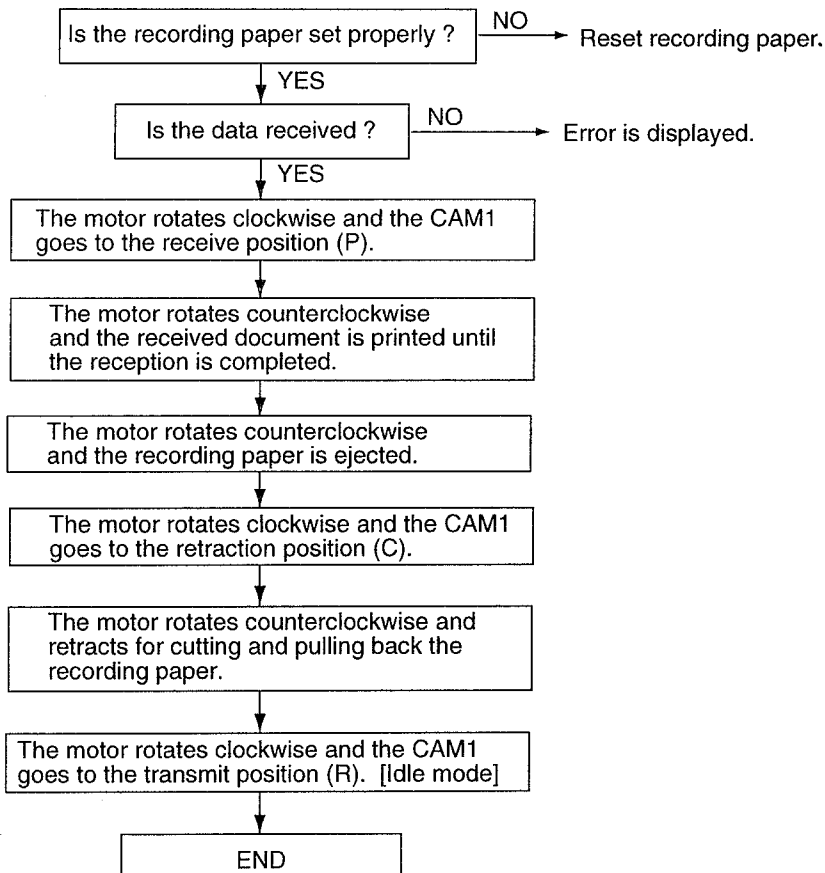 Is the recording paper set properly ?
NO
Reset recording paper.
YES
Is the data received ?
NO
Error is displayed.
YES
The motor rotates clockwise and the CAM1
goes to the receive position (P).
The motor rotates counterclockwise
and the received document is printed until
the reception is completed.
The motor rotates counterclockwise
and the recording paper is ejected.
The motor rotates clockwise and the CAM1
goes to the retraction position (C).
The motor rotates counterclockwise and
retracts for cutting and pulling back the
recording paper.
The motor rotates clockwise and the CAM1
goes to the transmit position (R). [Idle mode]
END